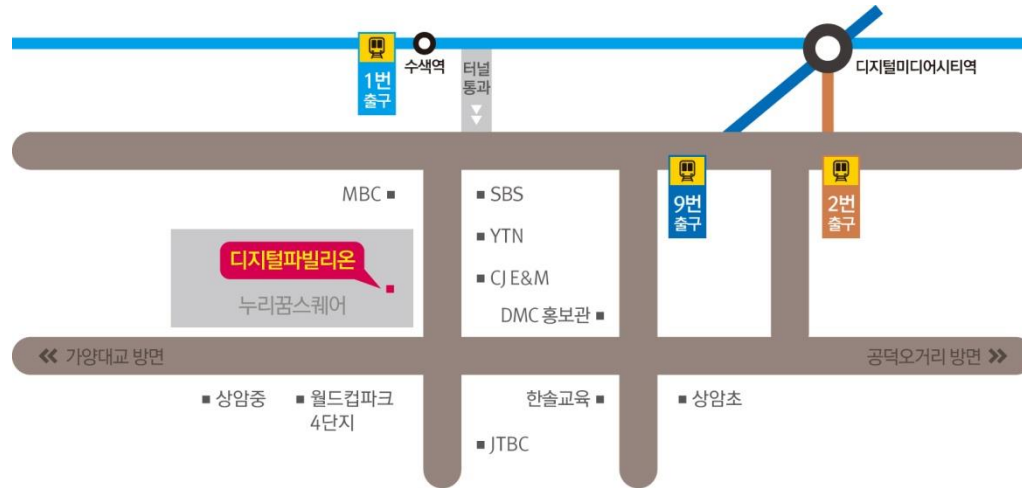 1번
출구
수색역
터널
통과
디지털미디어시티역
MBC
SBS
9번
출구
2번
출구
YTN
디지털파빌리온
CJ E&M
누리꿈스퀘어
DMC 홍보관
가양대교 방면
공덕오거리 방면
상암중
월드컵파크
4단지
한솔교육
상암초
JTBC